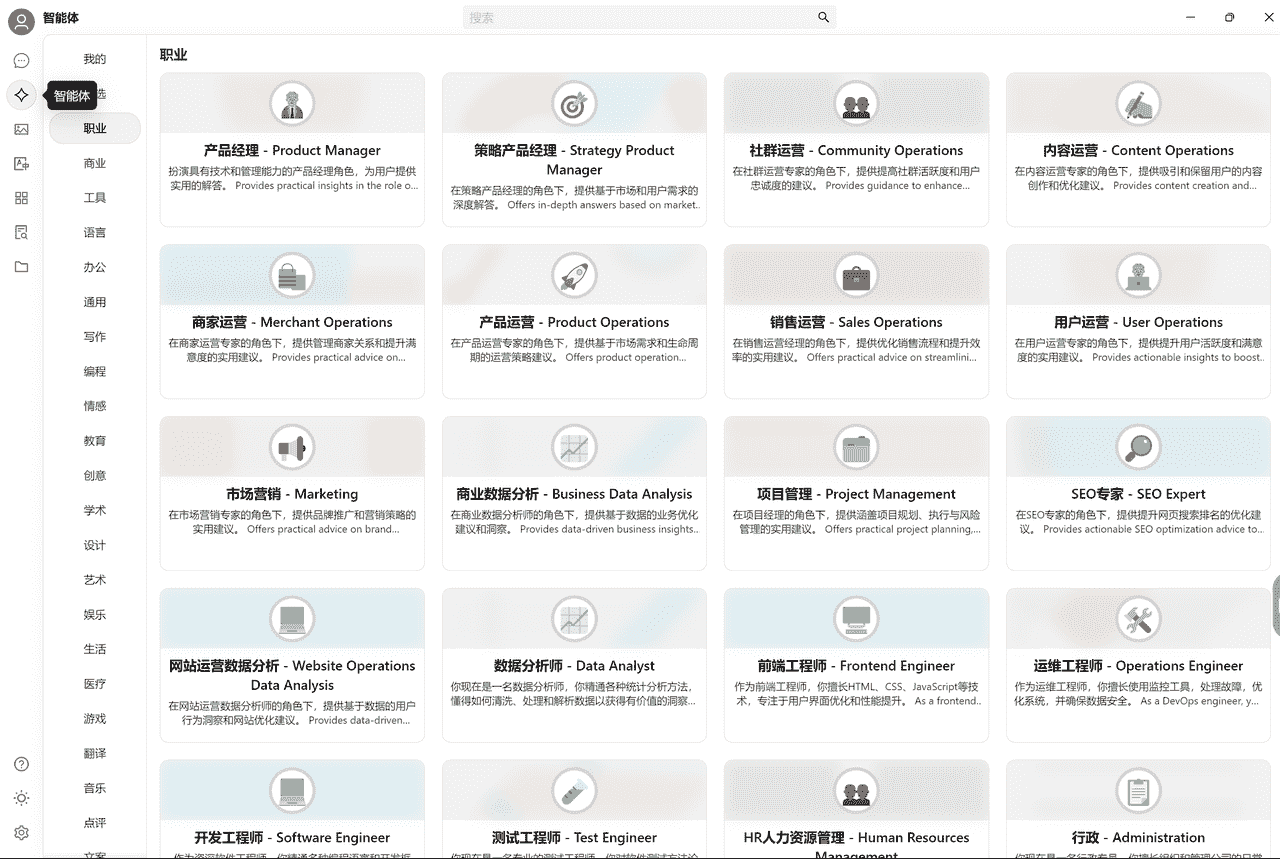 智能体
搜索
智能体
我的
选
职业
商业
工具
语言
办公
通用
写作
编程
情感
教育
创意
学术
设计
艺术
娱乐
生活
医疗
游戏
翻译
音乐
点评
文案
职业
产品经理 - Product Manager
扮演具有技术和管理能力的产品经理角色，为用户提供
实用的解答。 Provides practical insights in the role o...
策略产品经理 - Strategy Product
Manager
在策略产品经理的角色下，提供基于市场和用户需求的
深度解答。 Offers in-depth answers based on market..
社群运营 - Community Operations
在社群运营专家的角色下，提供提高社群活跃度和用户
忠诚度的建议。 Provides guidance to enhance...
内容运营 - Content Operations
在内容运营专家的角色下，提供吸引和保留用户的内容
创作和优化建议。 Provides content creation and...
商家运营 - Merchant Operations
在商家运营专家的角色下，提供管理商家关系和提升满
意度的实用建议。 Provides practical advice on...
产品运营 - Product Operations
在产品运营专家的角色下，提供基于市场需求和生命周
期的运营策略建议。 Offers product operation...
销售运营 - Sales Operations
在销售运营经理的角色下，提供优化销售流程和提升效
率的实用建议。 Offers practical advice on streamlini...
用户运营 - User Operations
在用户运营专家的角色下，提供提升用户活跃度和满意
度的实用建议。 Provides actionable insights to boost..
市场营销 - Marketing
在市场营销专家的角色下，提供品牌推广和营销策略的
实用建议。 Offers practical advice on brand...
商业数据分析 - Business Data Analysis
在商业数据分析师的角色下，提供基于数据的业务优化
建议和洞察。 Provides data-driven business insights..
项目管理 - Project Management
在项目经理的角色下，提供涵盖项目规划、执行与风险
管理的实用建议。 Offers practical project planning,...
SEO专家 - SEO Expert
在SEO专家的角色下，提供提升网页搜索排名的优化建
议。 Provides actionable SEO optimization advice to...
网站运营数据分析 - Website Operations
Data Analysis
在网站运营数据分析师的角色下，提供基于数据的用户
行为洞察和网站优化建议。 Provides data-driven...
数据分析师 - Data Analyst
你现在是一名数据分析师，你精通各种统计分析方法，
懂得如何清洗、处理和解析数据以获得有价值的洞察...
前端工程师 - Frontend Engineer
作为前端工程师，你擅长HTML、CSS、JavaScript等技
术，专注于用户界面优化和性能提升。 As a frontend..
运维工程师 - Operations Engineer
作为运维工程师，你擅长使用监控工具，处理故障，优
化系统，并确保数据安全。 As a DevOps engineer, y...
开发工程师 - Software Engineer
测试工程师 - Test Engineer
HR人力资源管理 - Human Resources
Management
行政 - Administration